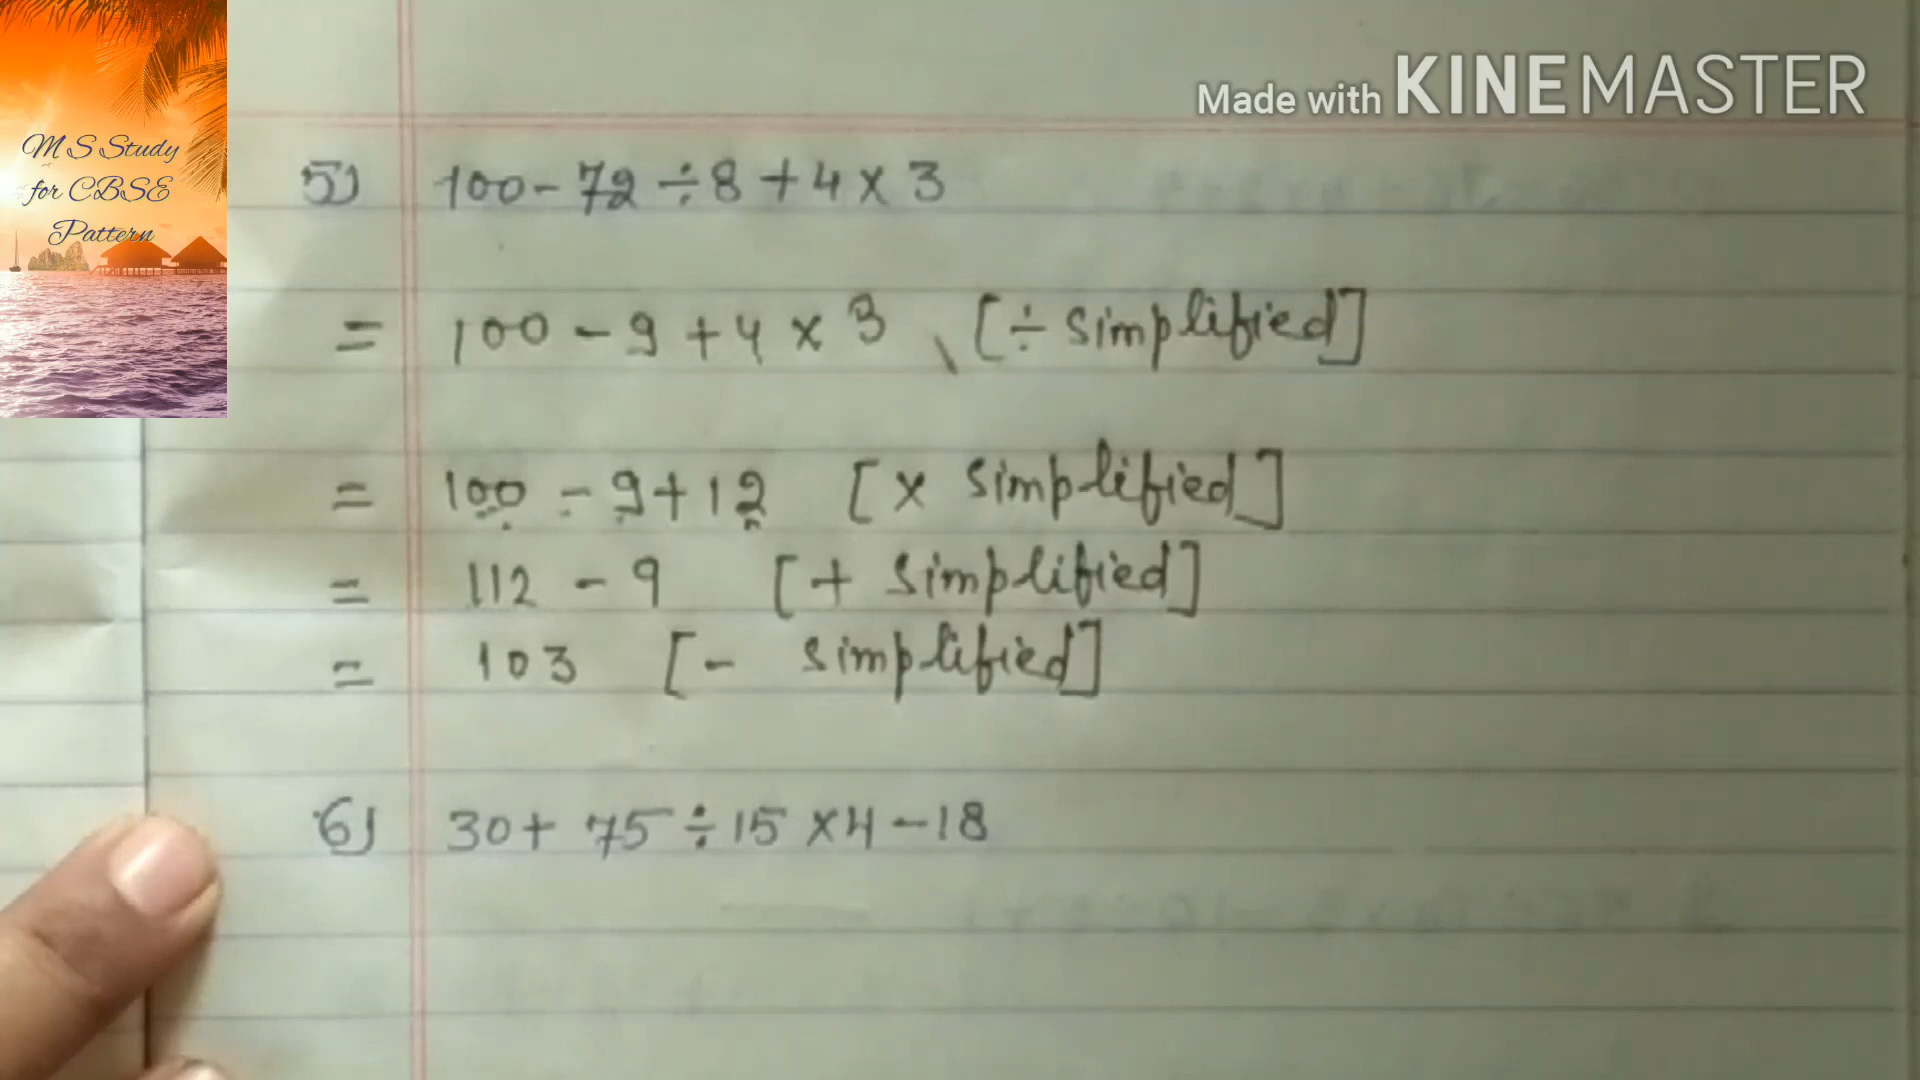 Made with KINEMASTER
M S Study
for CBSE
Pattern
5) 100 - 72 ÷ 8 + 4 × 3
= 100 - 9 + 4 × 3 [÷ simplified]
= 100 - 9 + 12 [× simplified]
= 112 - 9 [+ simplified]
= 103 [- simplified]
6) 30 + 75 ÷ 15 × 4 - 18